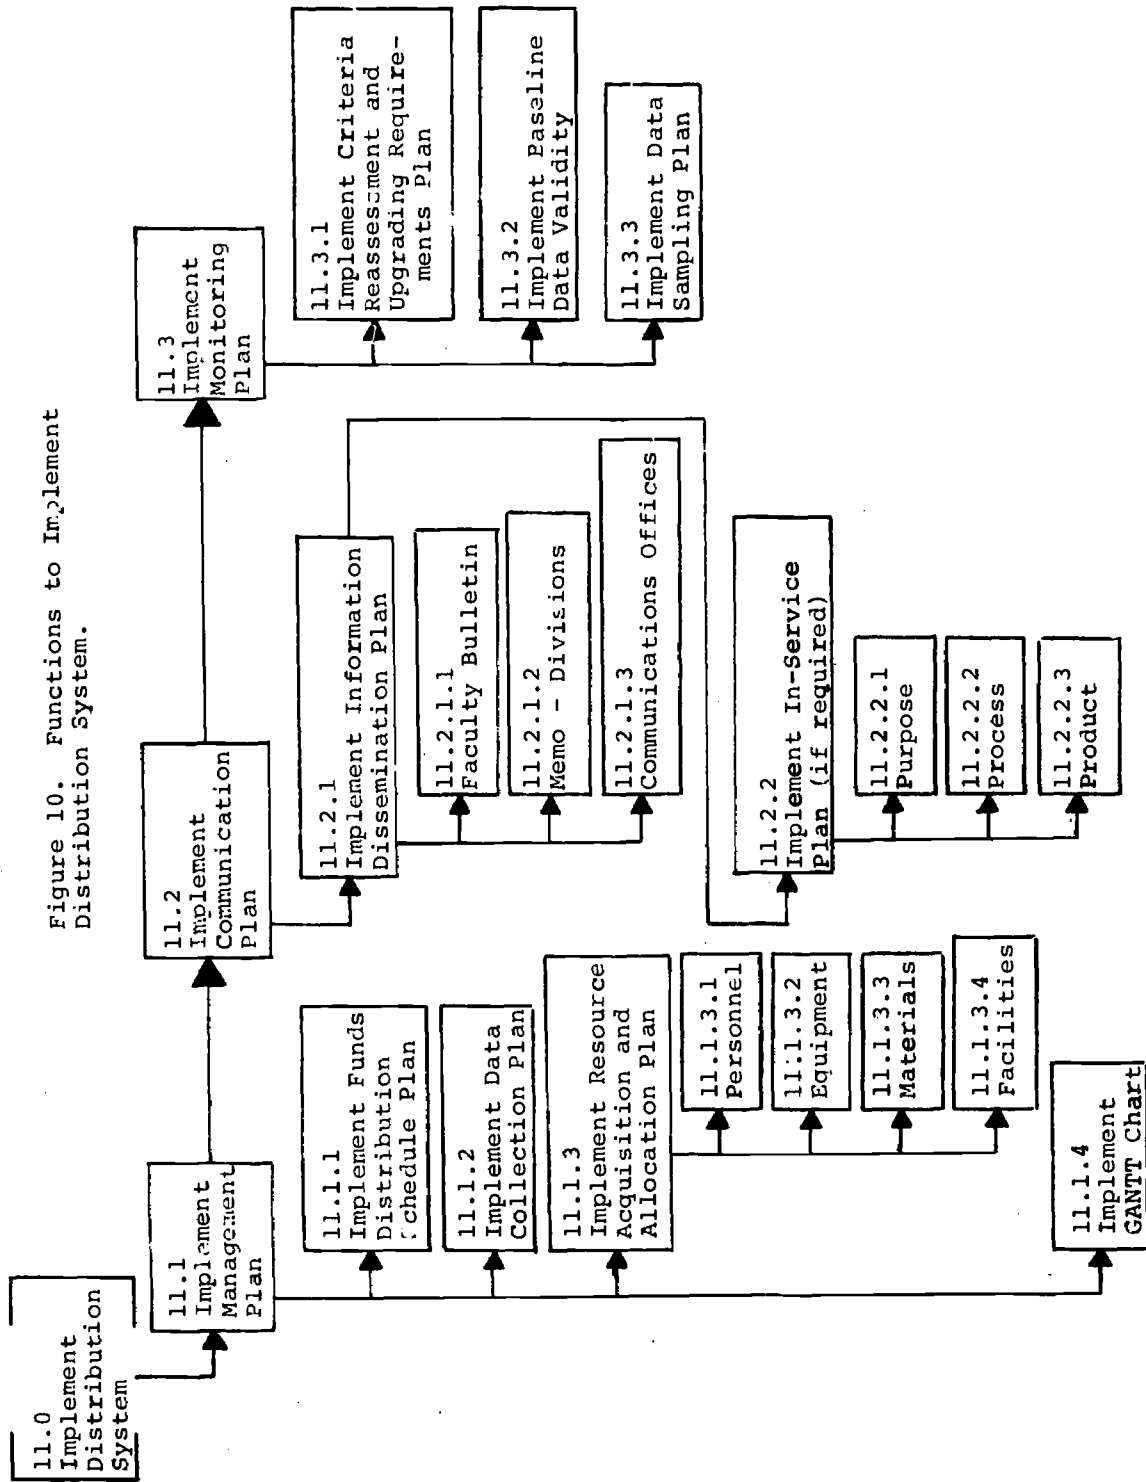 Figure 10. Functions to Implement
Distribution System.
11.0
Implement
Distribution
System
11.1
Implement
Management
Plan
11.1.1
Implement Funds
Distribution
Schedule Plan
11.1.2
Implement Data
Collection Plan
11.1.3
Implement Resource
Acquisition and
Allocation Plan
11.1.3.1
Personnel
11.1.3.2
Equipment
11.1.3.3
Materials
11.1.3.4
Facilities
11.1.4
Implement
GANTT Chart
11.2
Implement
Communication
Plan
11.2.1
Implement Information
Dissemination Plan
11.2.1.1
Faculty Bulletin
11.2.1.2
Memo - Divisions
11.2.1.3
Communications Offices
11.2.2
Implement In-Service
Plan (if required)
11.2.2.1
Purpose
11.2.2.2
Process
11.2.2.3
Product
11.3
Implement
Monitoring
Plan
11.3.1
Implement Criteria
Reassessment and
Upgrading Require-
ments Plan
11.3.2
Implement Baseline
Data Validity
11.3.3
Implement Data
Sampling Plan